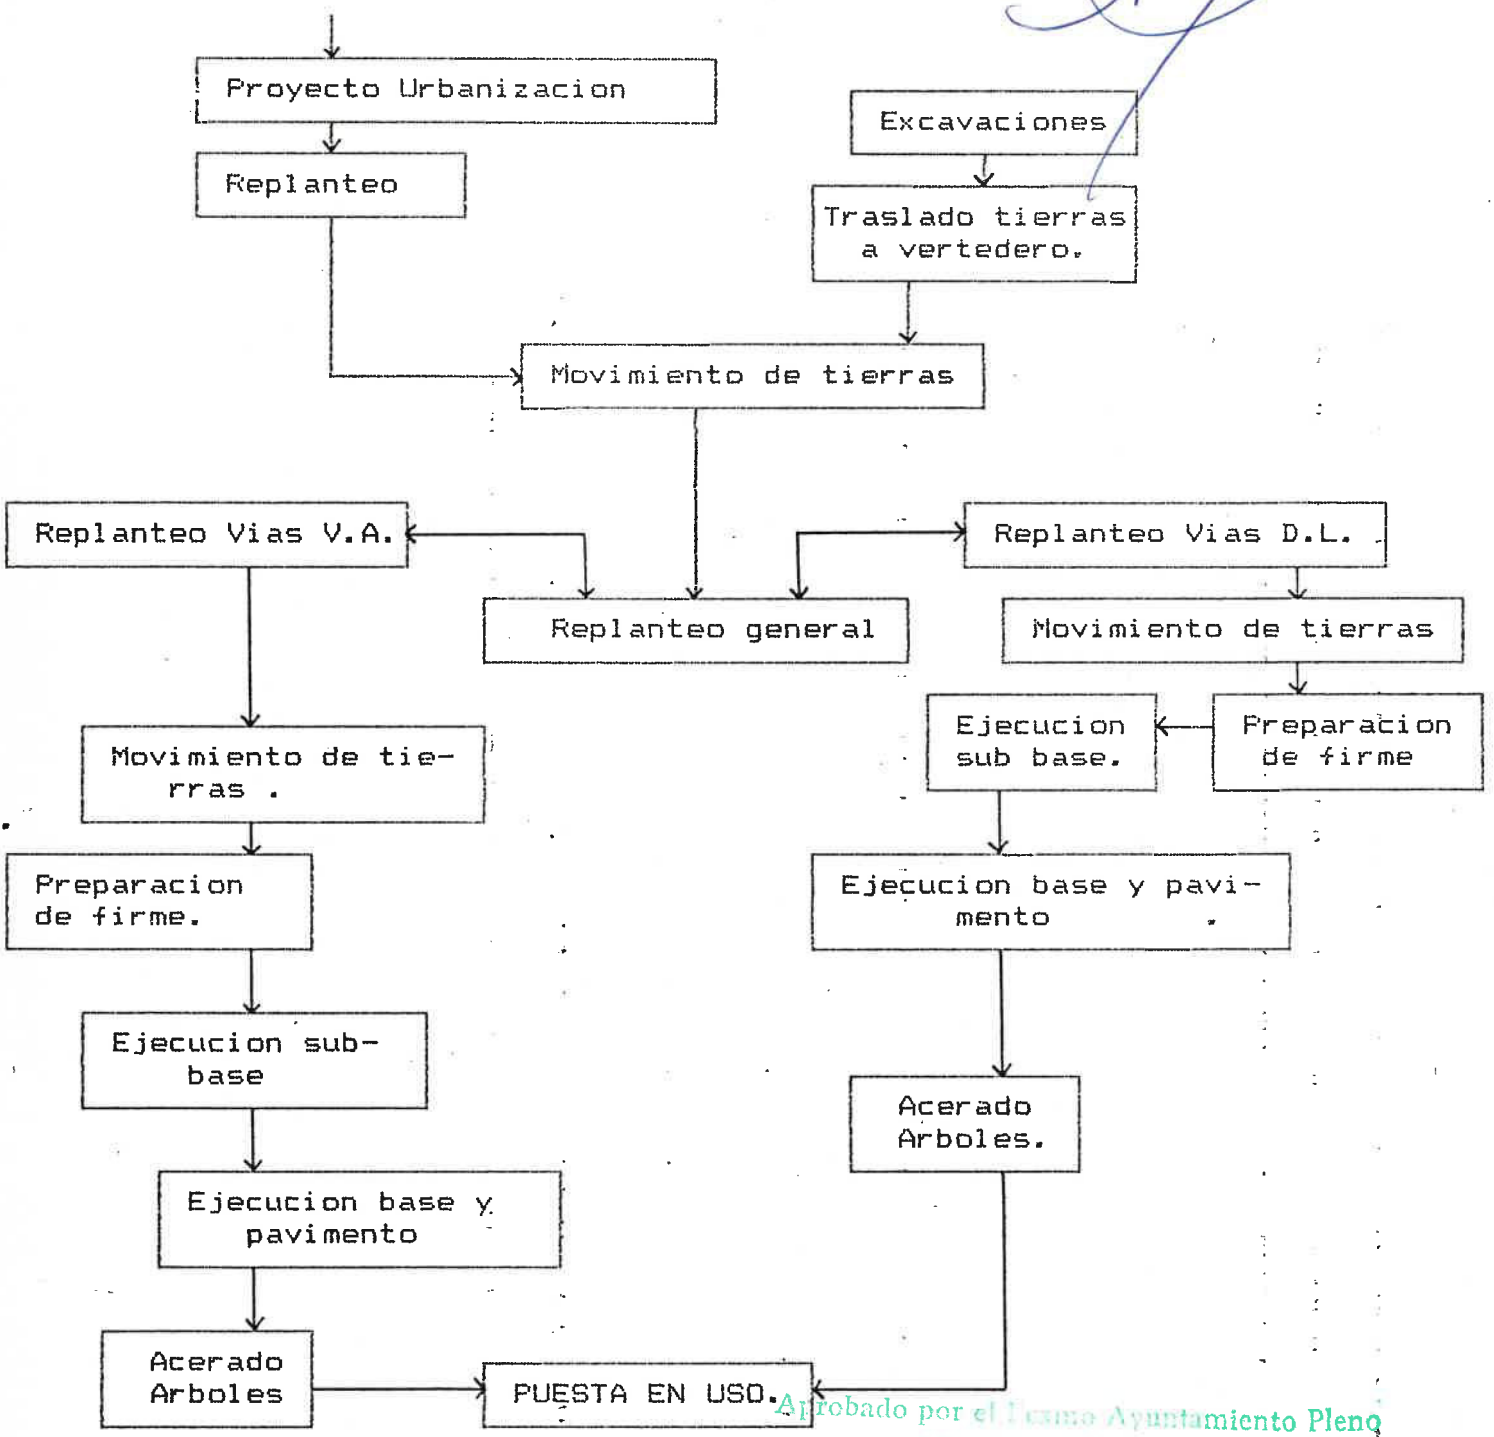 Proyecto Urbanizacion
Excavaciones
Replanteo
Traslado tierras
a vertedero.
Movimiento de tierras
Replanteo Vias V.A.
Replanteo Vias D.L.
Replanteo general
Movimiento de tierras
Ejecucion
sub base.
Preparacion
de firme
Movimiento de tie-
rras .
Preparacion
de firme.
Ejecucion base y pavi-
mento .
Ejecucion sub-
base
Acerado
Arboles.
Ejecucion base y
pavimento
Acerado
Arboles
PUESTA EN USO.
Aprobado por el Excmo Ayuntamiento Pleno